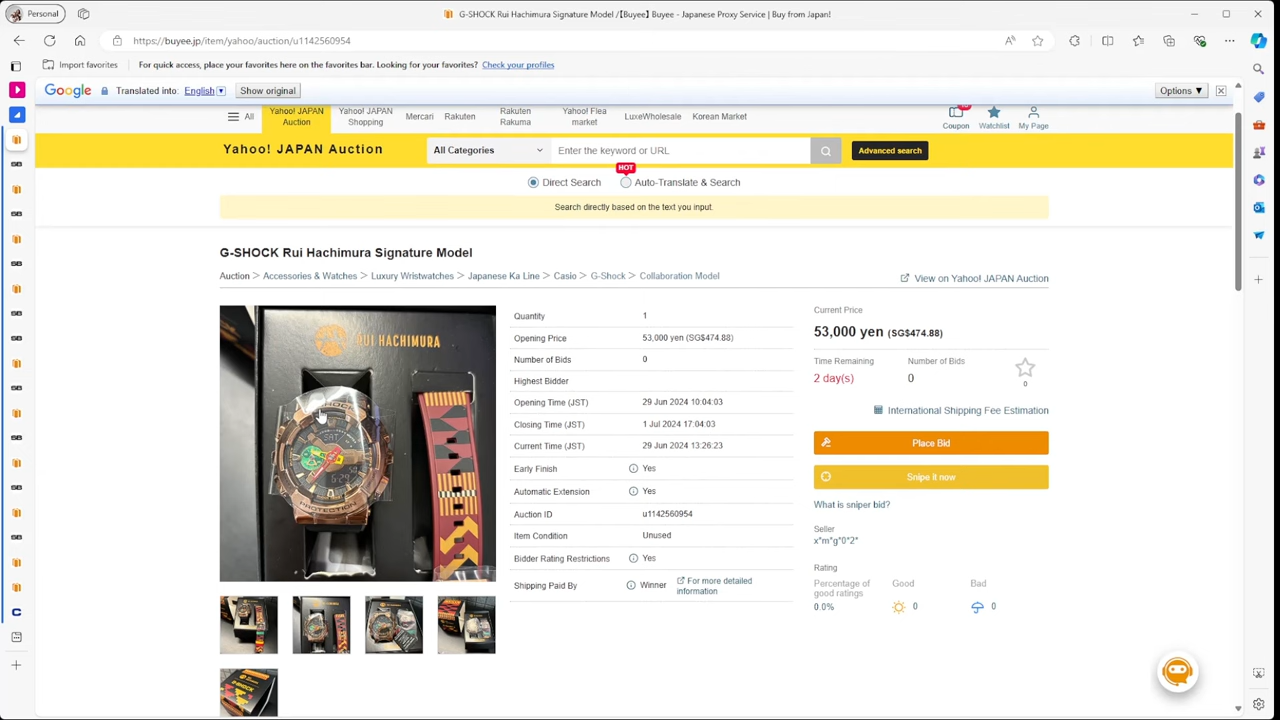 Personal
G-SHOCK Rui Hachimura Signature Model /【Buyee】 Buyee - Japanese Proxy Service | Buy from Japan!
https://buyee.jp/item/yahoo/auction/u1142560954
Import favorites
For quick access, place your favorites here on the favorites bar. Looking for your favorites? Check your profiles
Google
Translated into: English
Show original
Options ▼
All
Yahoo! JAPAN Auction
Yahoo! JAPAN Shopping
Mercari
Rakuten
Rakuten Rakuma
Yahoo! Flea market
LuxeWholesale
Korean Market
Coupon
Watchlist
My Page
Yahoo! JAPAN Auction
All Categories
Enter the keyword or URL
Advanced search
HOT
Direct Search
Auto-Translate & Search
Search directly based on the text you input.
G-SHOCK Rui Hachimura Signature Model
Auction > Accessories & Watches > Luxury Wristwatches > Japanese Ka Line > Casio > G-Shock > Collaboration Model
View on Yahoo! JAPAN Auction
RUI HACHIMURA
PROTECTION
Quantity 1
Opening Price 53,000 yen (SG$474.88)
Number of Bids 0
Highest Bidder
Opening Time (JST) 29 Jun 2024 10:04:03
Closing Time (JST) 1 Jul 2024 17:04:03
Current Time (JST) 29 Jun 2024 13:26:23
Early Finish Yes
Automatic Extension Yes
Auction ID u1142560954
Item Condition Unused
Bidder Rating Restrictions Yes
Shipping Paid By Winner For more detailed information
Current Price
53,000 yen (SG$474.88)
Time Remaining
2 day(s)
Number of Bids
0
0
International Shipping Fee Estimation
Place Bid
Snipe it now
What is sniper bid?
Seller
x*m*g*0*2*
Rating
Percentage of good ratings
0.0%
Good
0
Bad
0